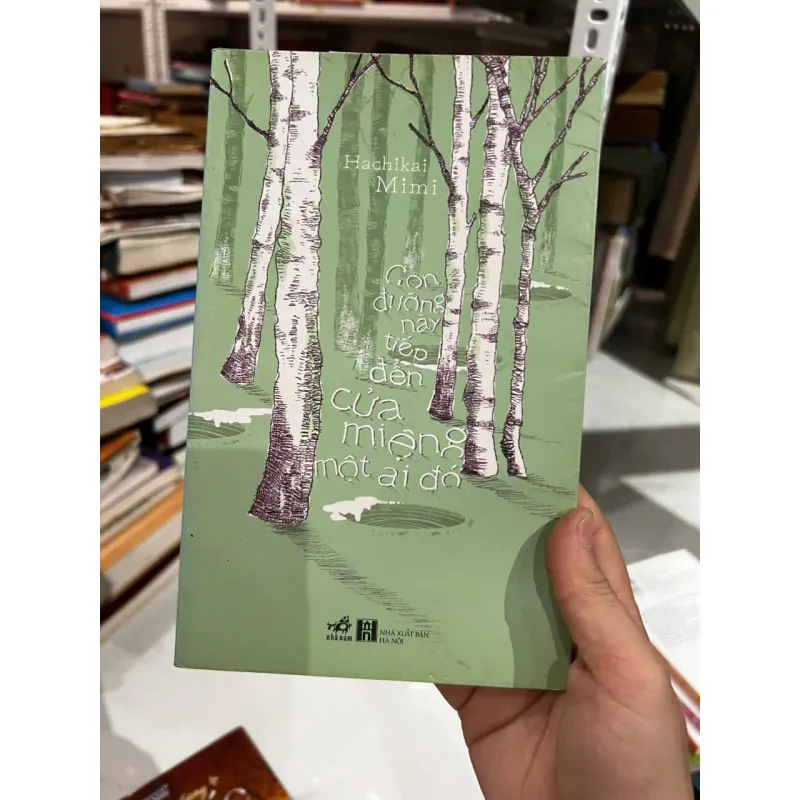 Hachikai
Mimi
Con
đường
này
tiếp
đến
cửa
miệng
một ai đó
nhã nam
NHÀ XUẤT BẢN
HÀ NỘI